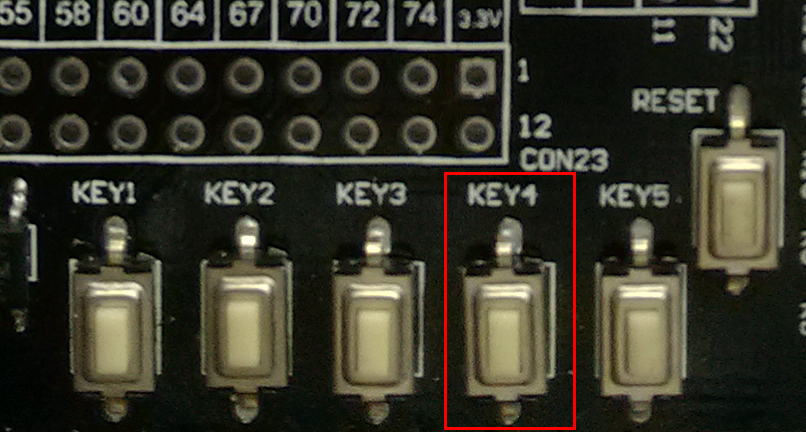 55 58 60 64 67 70 72 74 3.3V
11 22
1
RESET
12
CON23
KEY1 KEY2 KEY3 KEY4 KEY5